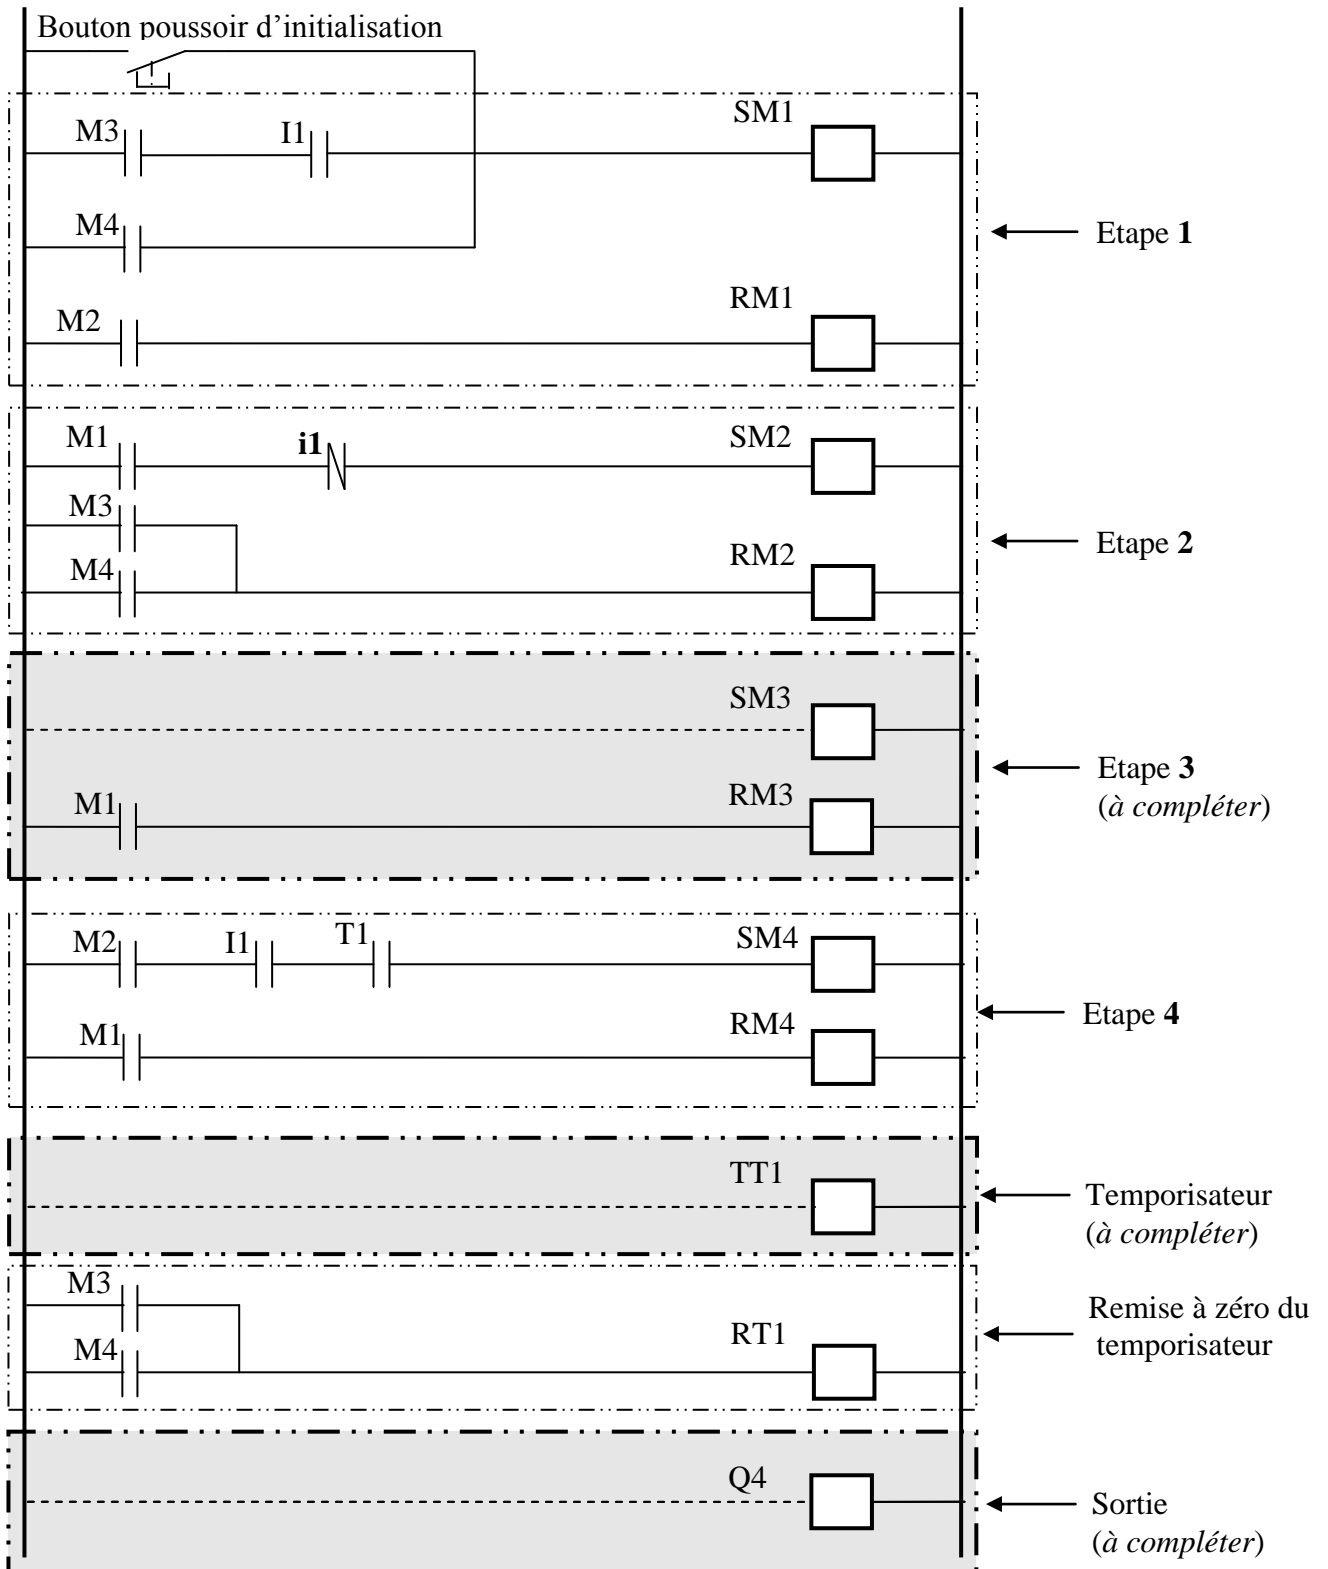 Bouton poussoir d'initialisation
M3 I1 SM1
M4
Etape 1
M2 RM1
M1 i1 SM2
M3
Etape 2
M4 RM2
SM3
Etape 3
(à compléter)
M1 RM3
M2 I1 T1 SM4
Etape 4
M1 RM4
TT1
Temporisateur
(à compléter)
M3
Remise à zéro du
temporisateur
M4 RT1
Q4
Sortie
(à compléter)